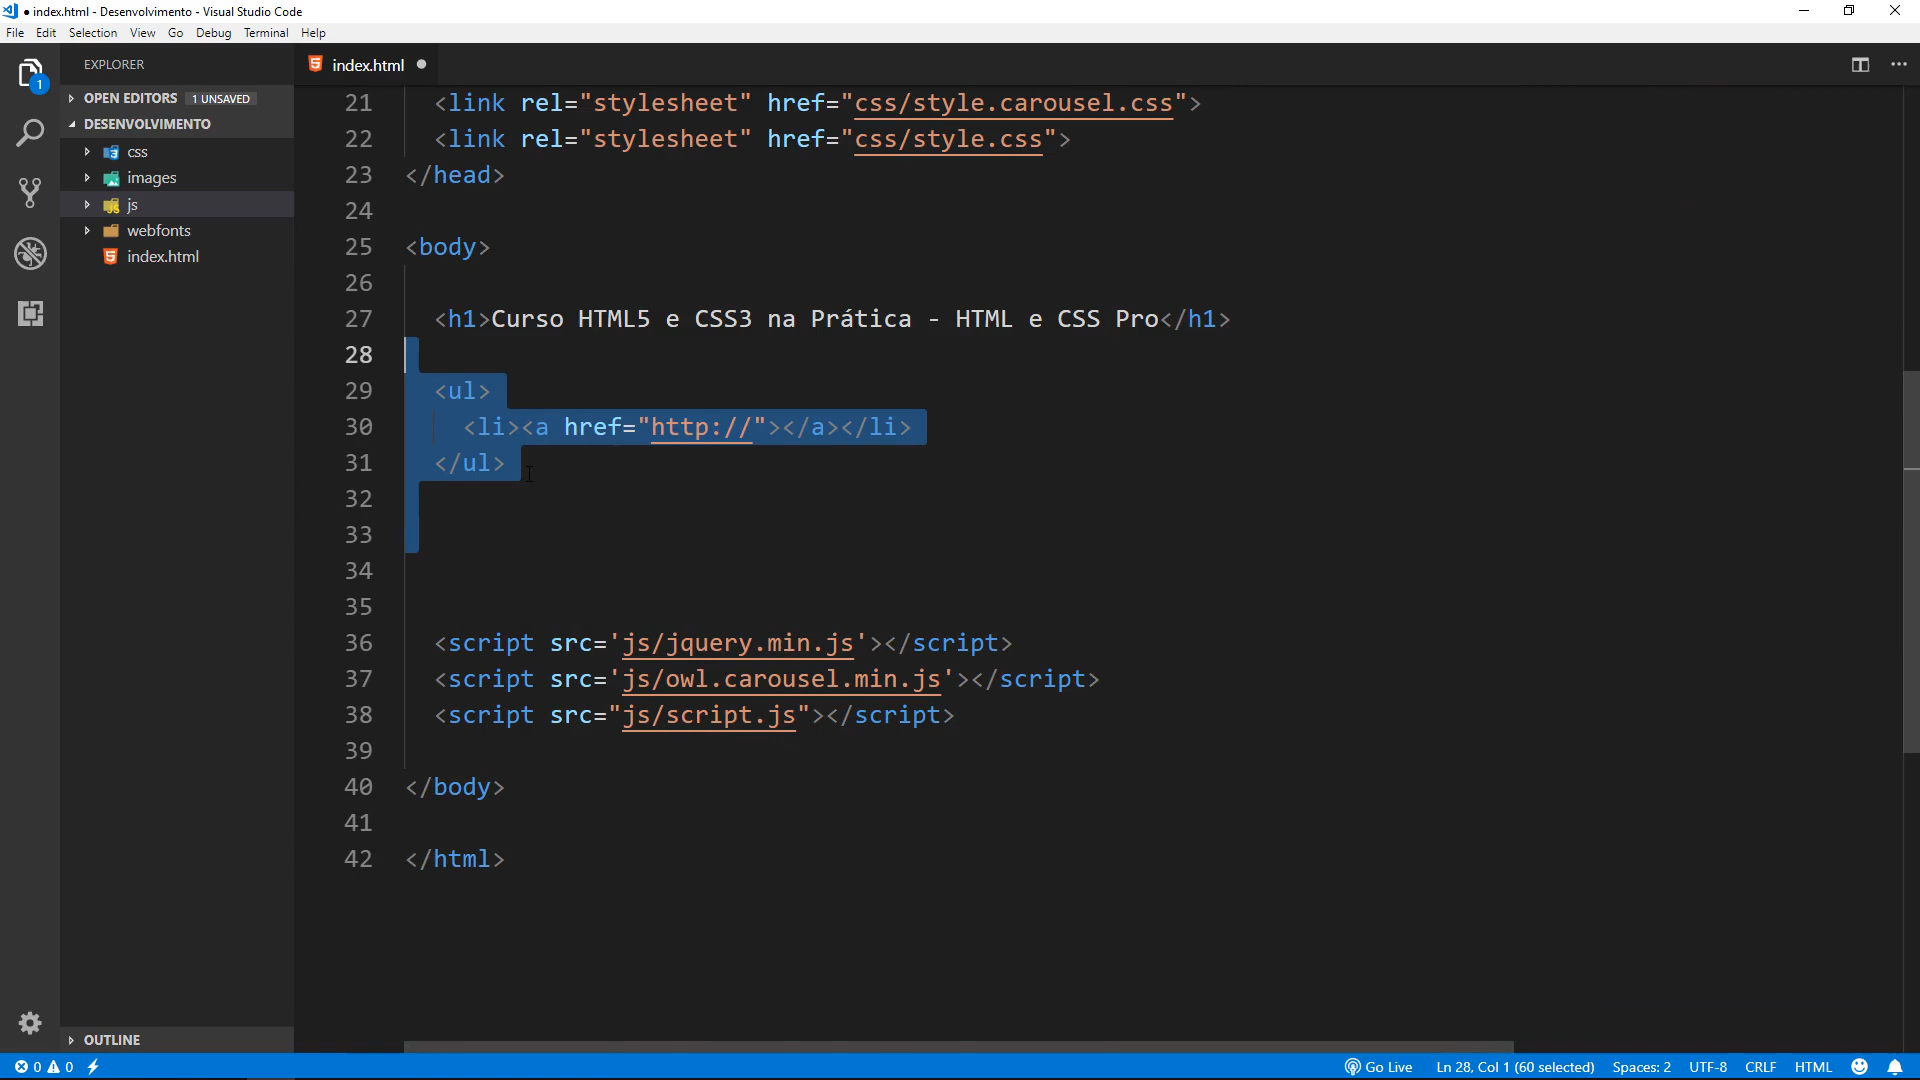 ● index.html - Desenvolvimento - Visual Studio Code
File Edit Selection View Go Debug Terminal Help
1
EXPLORER
OPEN EDITORS 1 UNSAVED
DESENVOLVIMENTO
css
images
js
webfonts
index.html
OUTLINE
index.html ●
21 <link rel="stylesheet" href="css/style.carousel.css">
22 <link rel="stylesheet" href="css/style.css">
23 </head>
24
25 <body>
26
27 <h1>Curso HTML5 e CSS3 na Prática - HTML e CSS Pro</h1>
28
29 <ul>
30 <li><a href="http://"></a></li>
31 </ul>
32
33
34
35
36 <script src='js/jquery.min.js'></script>
37 <script src='js/owl.carousel.min.js'></script>
38 <script src="js/script.js"></script>
39
40 </body>
41
42 </html>
0 0 Go Live Ln 28, Col 1 (60 selected) Spaces: 2 UTF-8 CRLF HTML